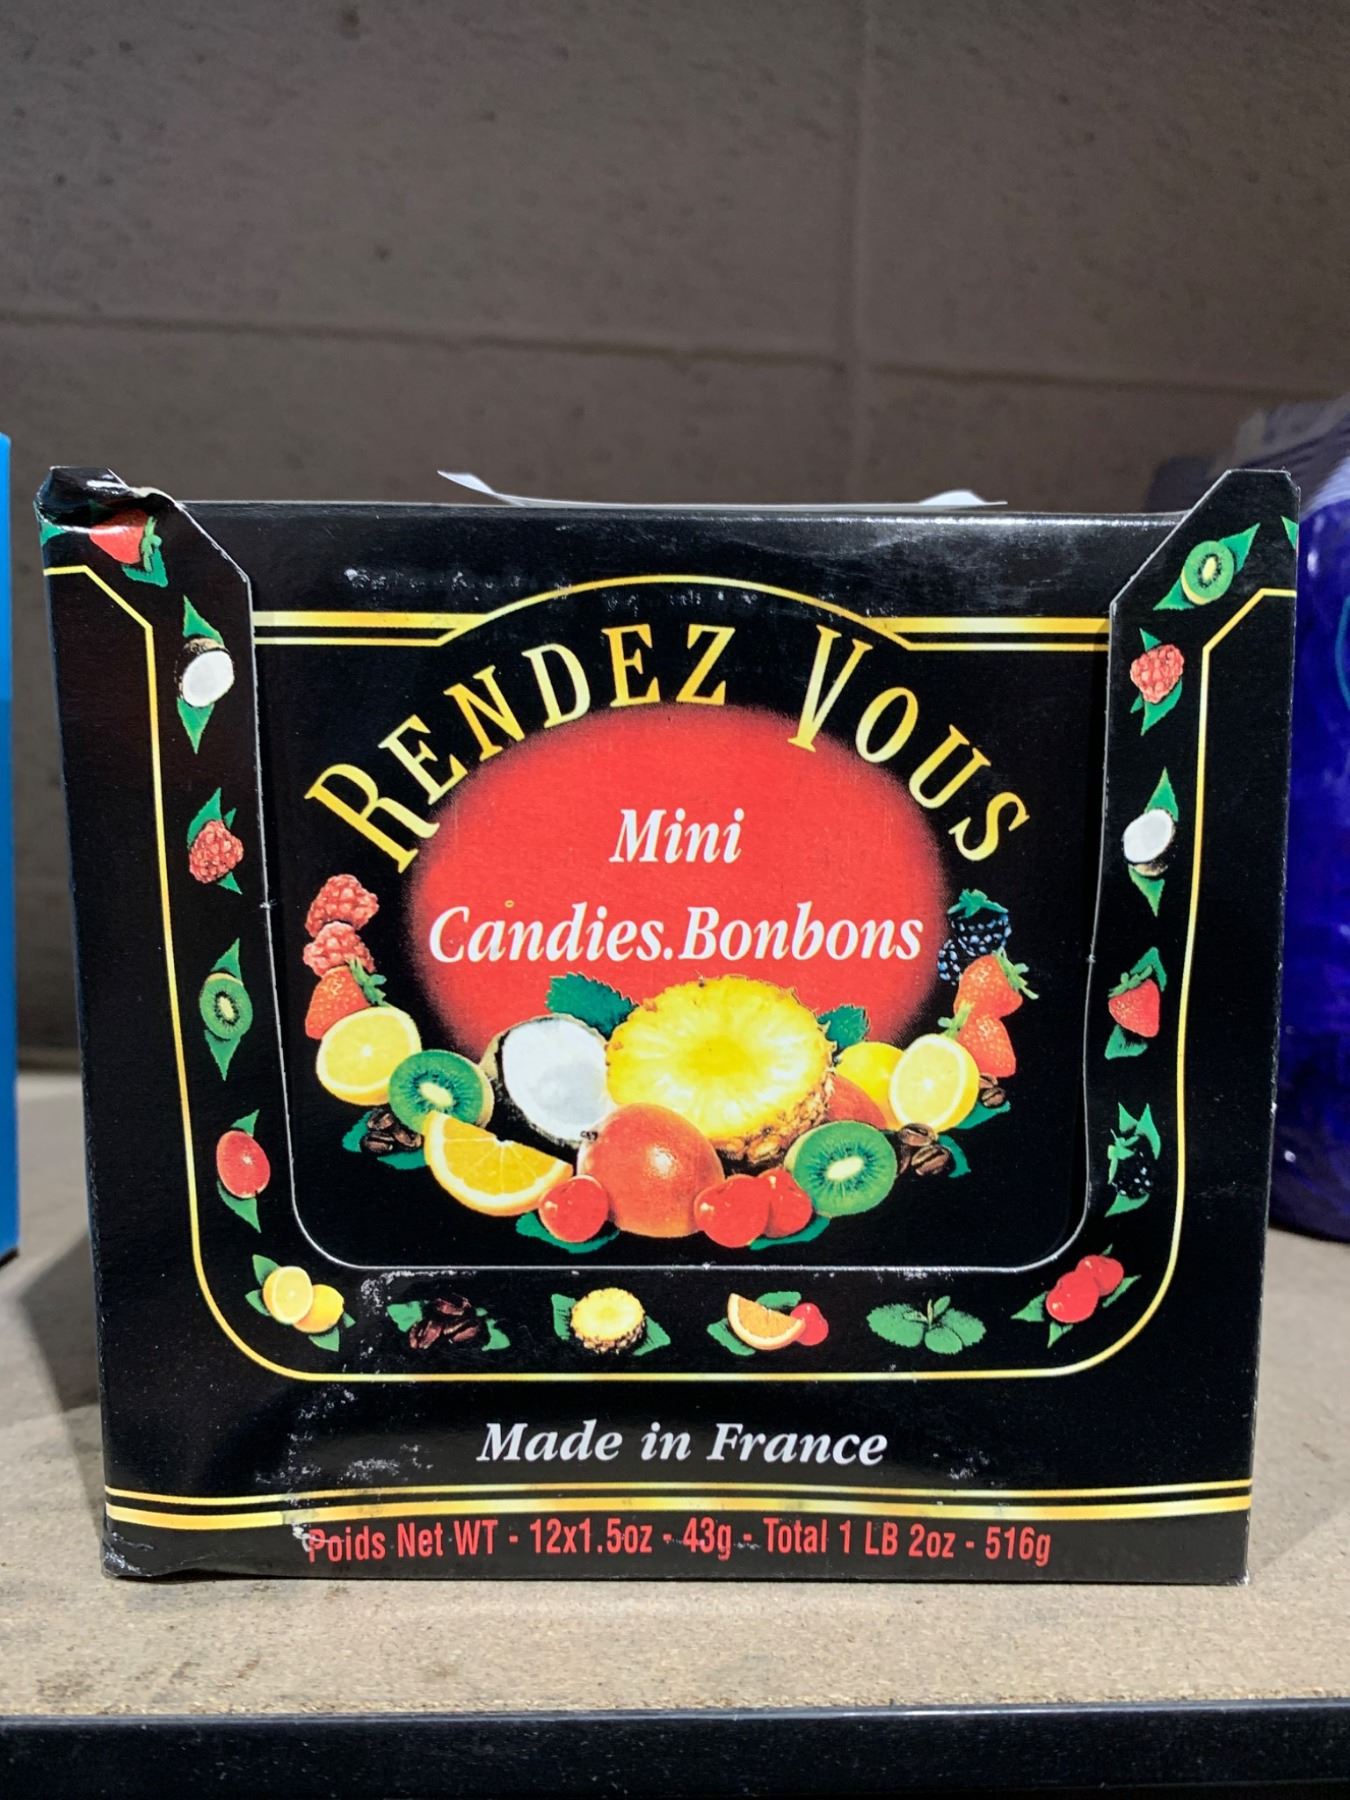 RENDEZ VOUS
Mini
Candies.Bonbons
Made in France
Poids Net WT - 12x1.5oz - 43g - Total 1 LB 2oz - 516g